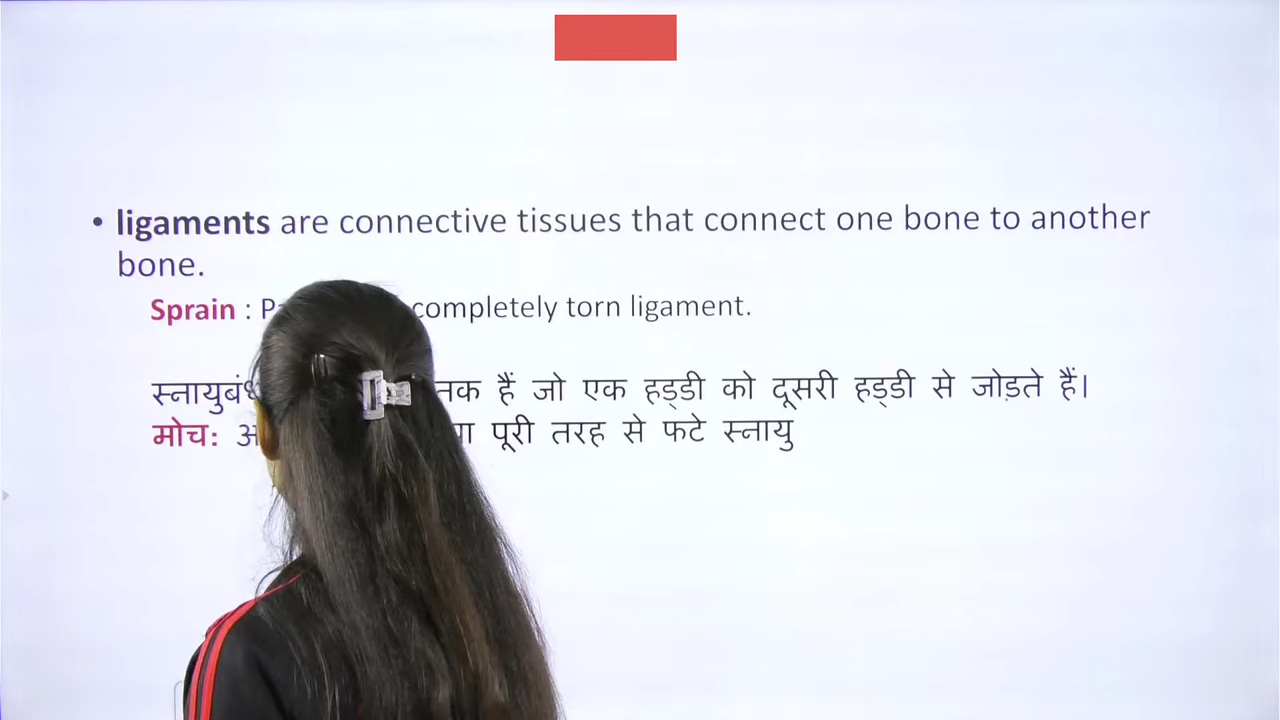 • ligaments are connective tissues that connect one bone to another
bone.
Sprain : completely torn ligament.
हैं जो एक हड्डी को दूसरी हड्डी से जोड़ते हैं।
मोच: पूरी तरह से फटे स्नायु